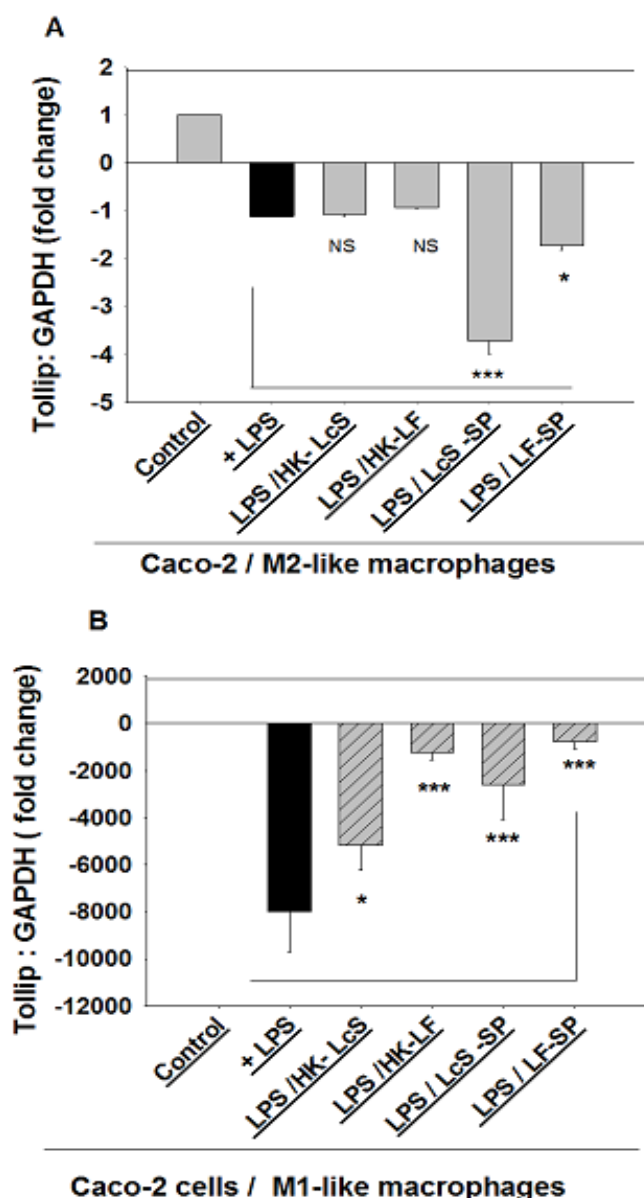 A
Tollip: GAPDH (fold change)
2
1
0
-1
-2
-3
-4
-5
NS
NS
***
*
Control
+ LPS
LPS /HK- LcS
LPS /HK-LF
LPS / LcS -SP
LPS / LF-SP
Caco-2 / M2-like macrophages
B
Tollip : GAPDH ( fold change)
2000
0
-2000
-4000
-6000
-8000
-10000
-12000
*
***
***
***
Control
+ LPS
LPS /HK- LcS
LPS /HK-LF
LPS / LcS -SP
LPS / LF-SP
Caco-2 cells / M1-like macrophages